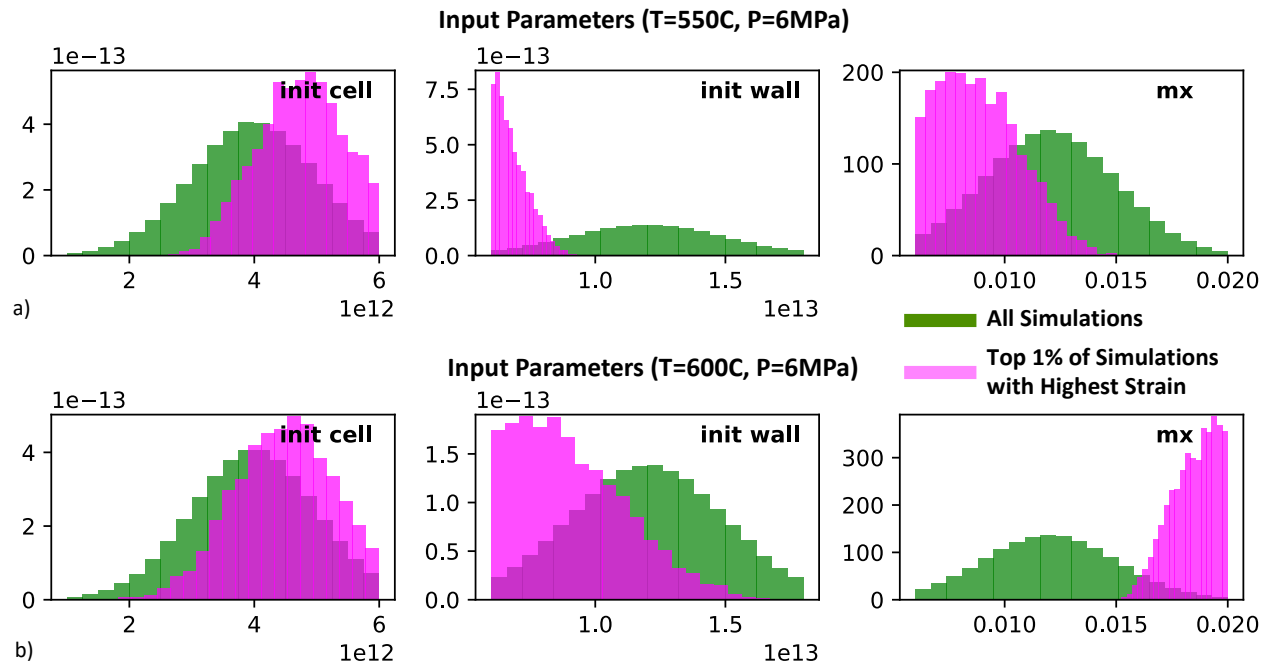 Input Parameters (T=550C, P=6MPa)
1e−13
init cell
4
2
0
2 4 6
1e12
1e−13
init wall
7.5
5.0
2.5
0.0
1.0 1.5
1e13
mx
200
100
0
0.010 0.015 0.020
a)
All Simulations
Top 1% of Simulations
with Highest Strain
Input Parameters (T=600C, P=6MPa)
1e−13
init cell
4
2
0
2 4 6
1e12
1e−13
init wall
1.5
1.0
0.5
0.0
1.0 1.5
1e13
mx
300
200
100
0
0.010 0.015 0.020
b)